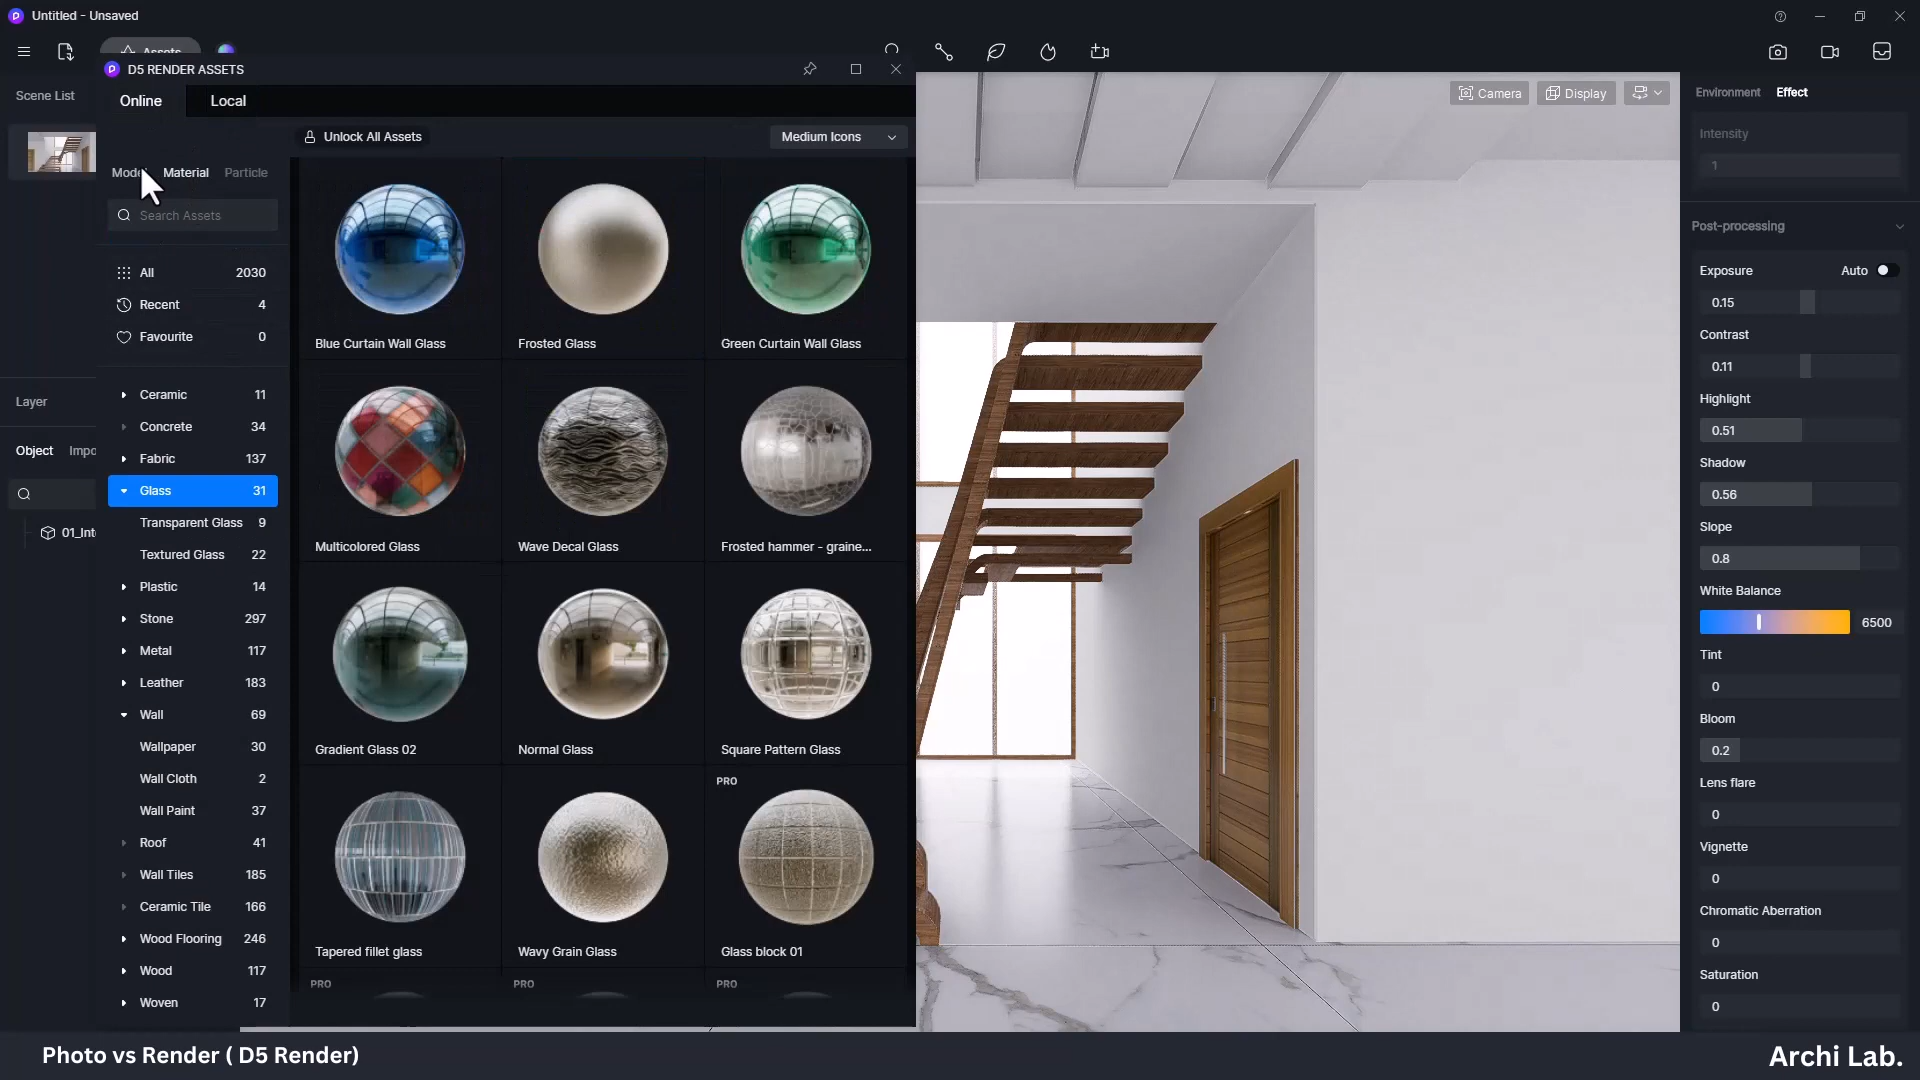 Untitled - Unsaved
Assets
D5 RENDER ASSETS
Scene List
Online
Local
Camera
Display
Environment
Effect
Unlock All Assets
Medium Icons
Intensity
1
Model
Material
Particle
Search Assets
All 2030
Recent 4
Favourite 0
Layer
Object
Ceramic 11
Concrete 34
Fabric 137
Glass 31
Transparent Glass 9
Textured Glass 22
Plastic 14
Stone 297
Metal 117
Leather 183
Wall 69
Wallpaper 30
Wall Cloth 2
Wall Paint 37
Roof 41
Wall Tiles 185
Ceramic Tile 166
Wood Flooring 246
Wood 117
Woven 17
Blue Curtain Wall Glass
Frosted Glass
Green Curtain Wall Glass
Multicolored Glass
Wave Decal Glass
Frosted hammer - graine...
Gradient Glass 02
Normal Glass
Square Pattern Glass
PRO
Tapered fillet glass
Wavy Grain Glass
Glass block 01
PRO
PRO
PRO
Post-processing
Exposure
Auto
0.15
Contrast
0.11
Highlight
0.51
Shadow
0.56
Slope
0.8
White Balance
6500
Tint
0
Bloom
0.2
Lens flare
0
Vignette
0
Chromatic Aberration
0
Saturation
0
Photo vs Render ( D5 Render)
Archi Lab.